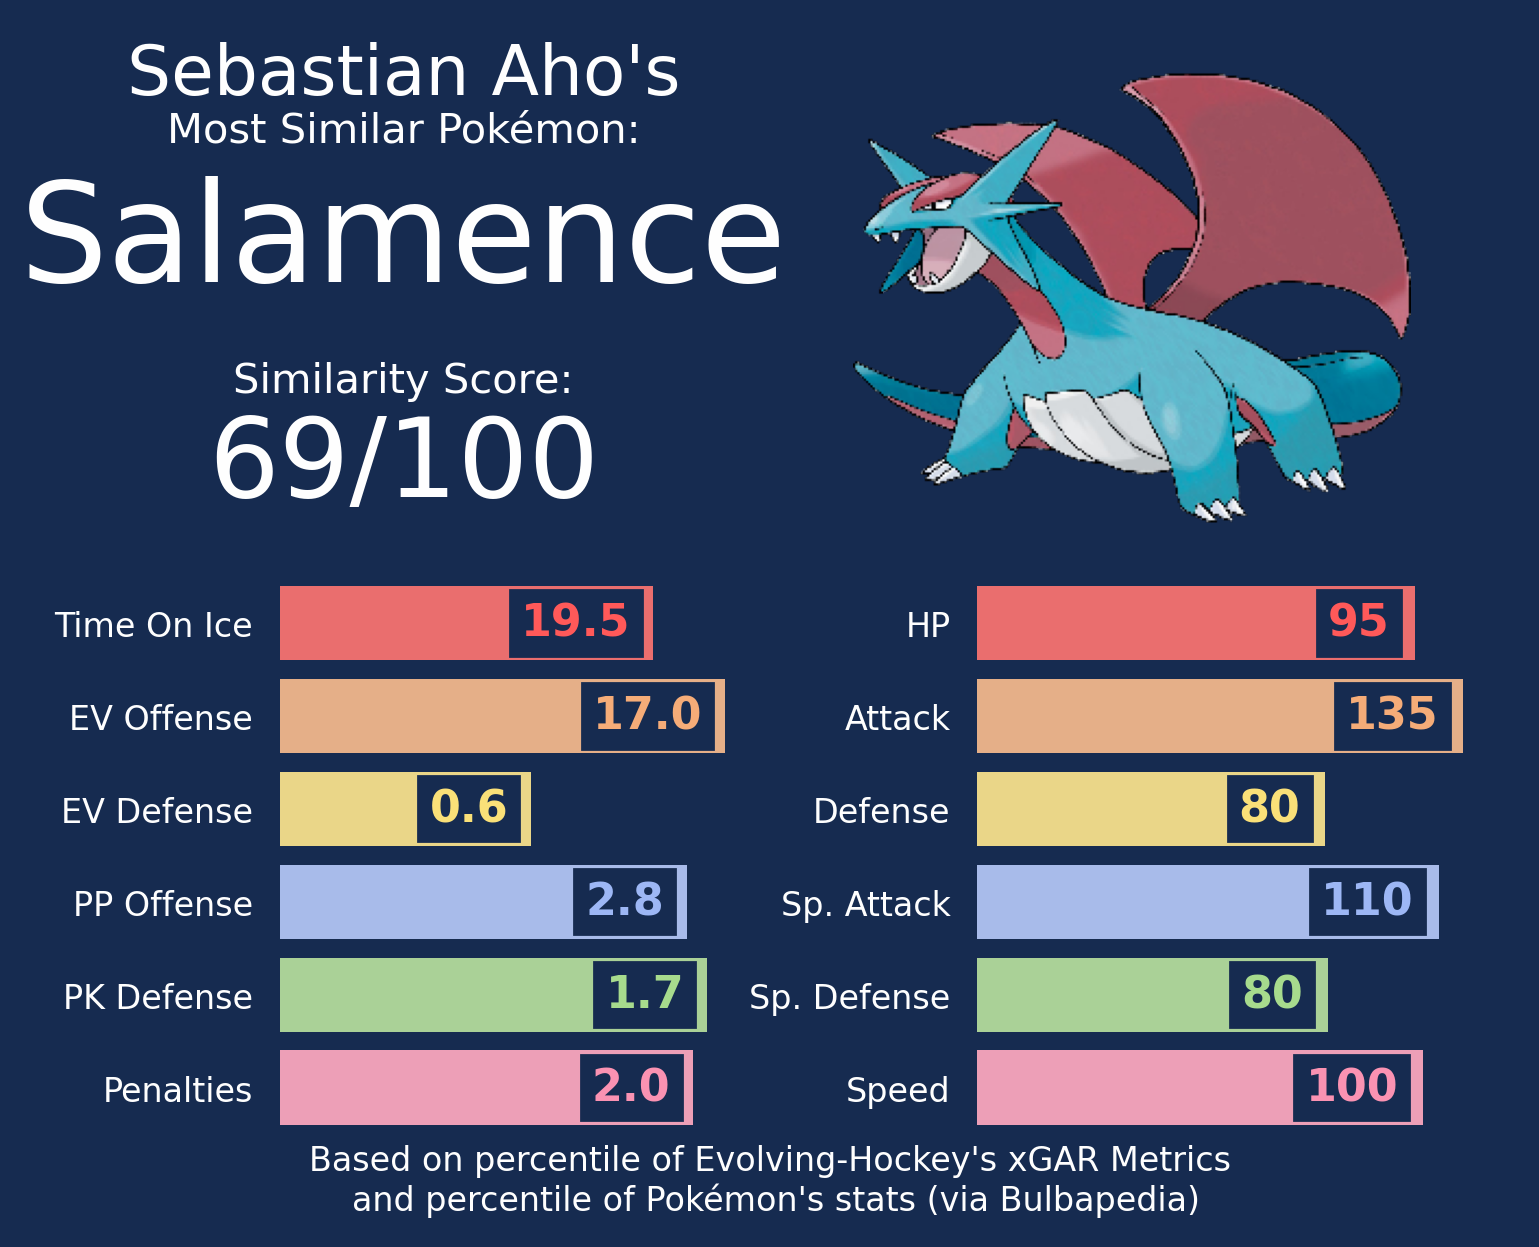 Sebastian Aho's
Most Similar Pokémon:
Salamence
Similarity Score:
69/100
Time On Ice 19.5
EV Offense 17.0
EV Defense 0.6
PP Offense 2.8
PK Defense 1.7
Penalties 2.0
HP 95
Attack 135
Defense 80
Sp. Attack 110
Sp. Defense 80
Speed 100
Based on percentile of Evolving-Hockey's xGAR Metrics
and percentile of Pokémon's stats (via Bulbapedia)